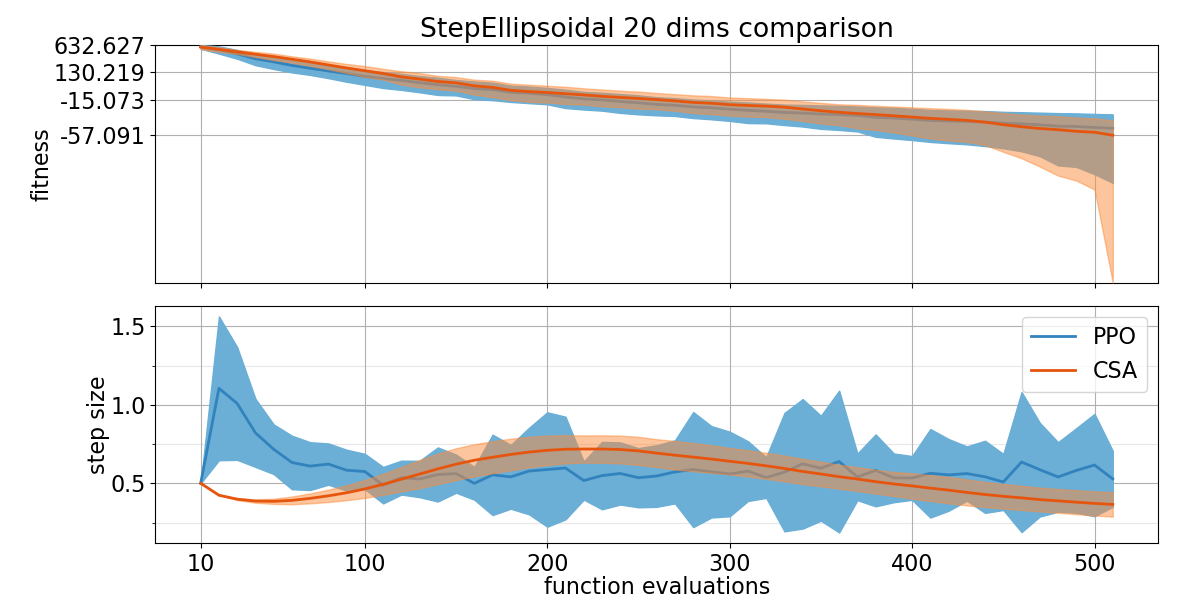 StepEllipsoidal 20 dims comparison
632.627
130.219
-15.073
-57.091
fitness
1.5
1.0
0.5
step size
PPO
CSA
10 100 200 300 400 500
function evaluations